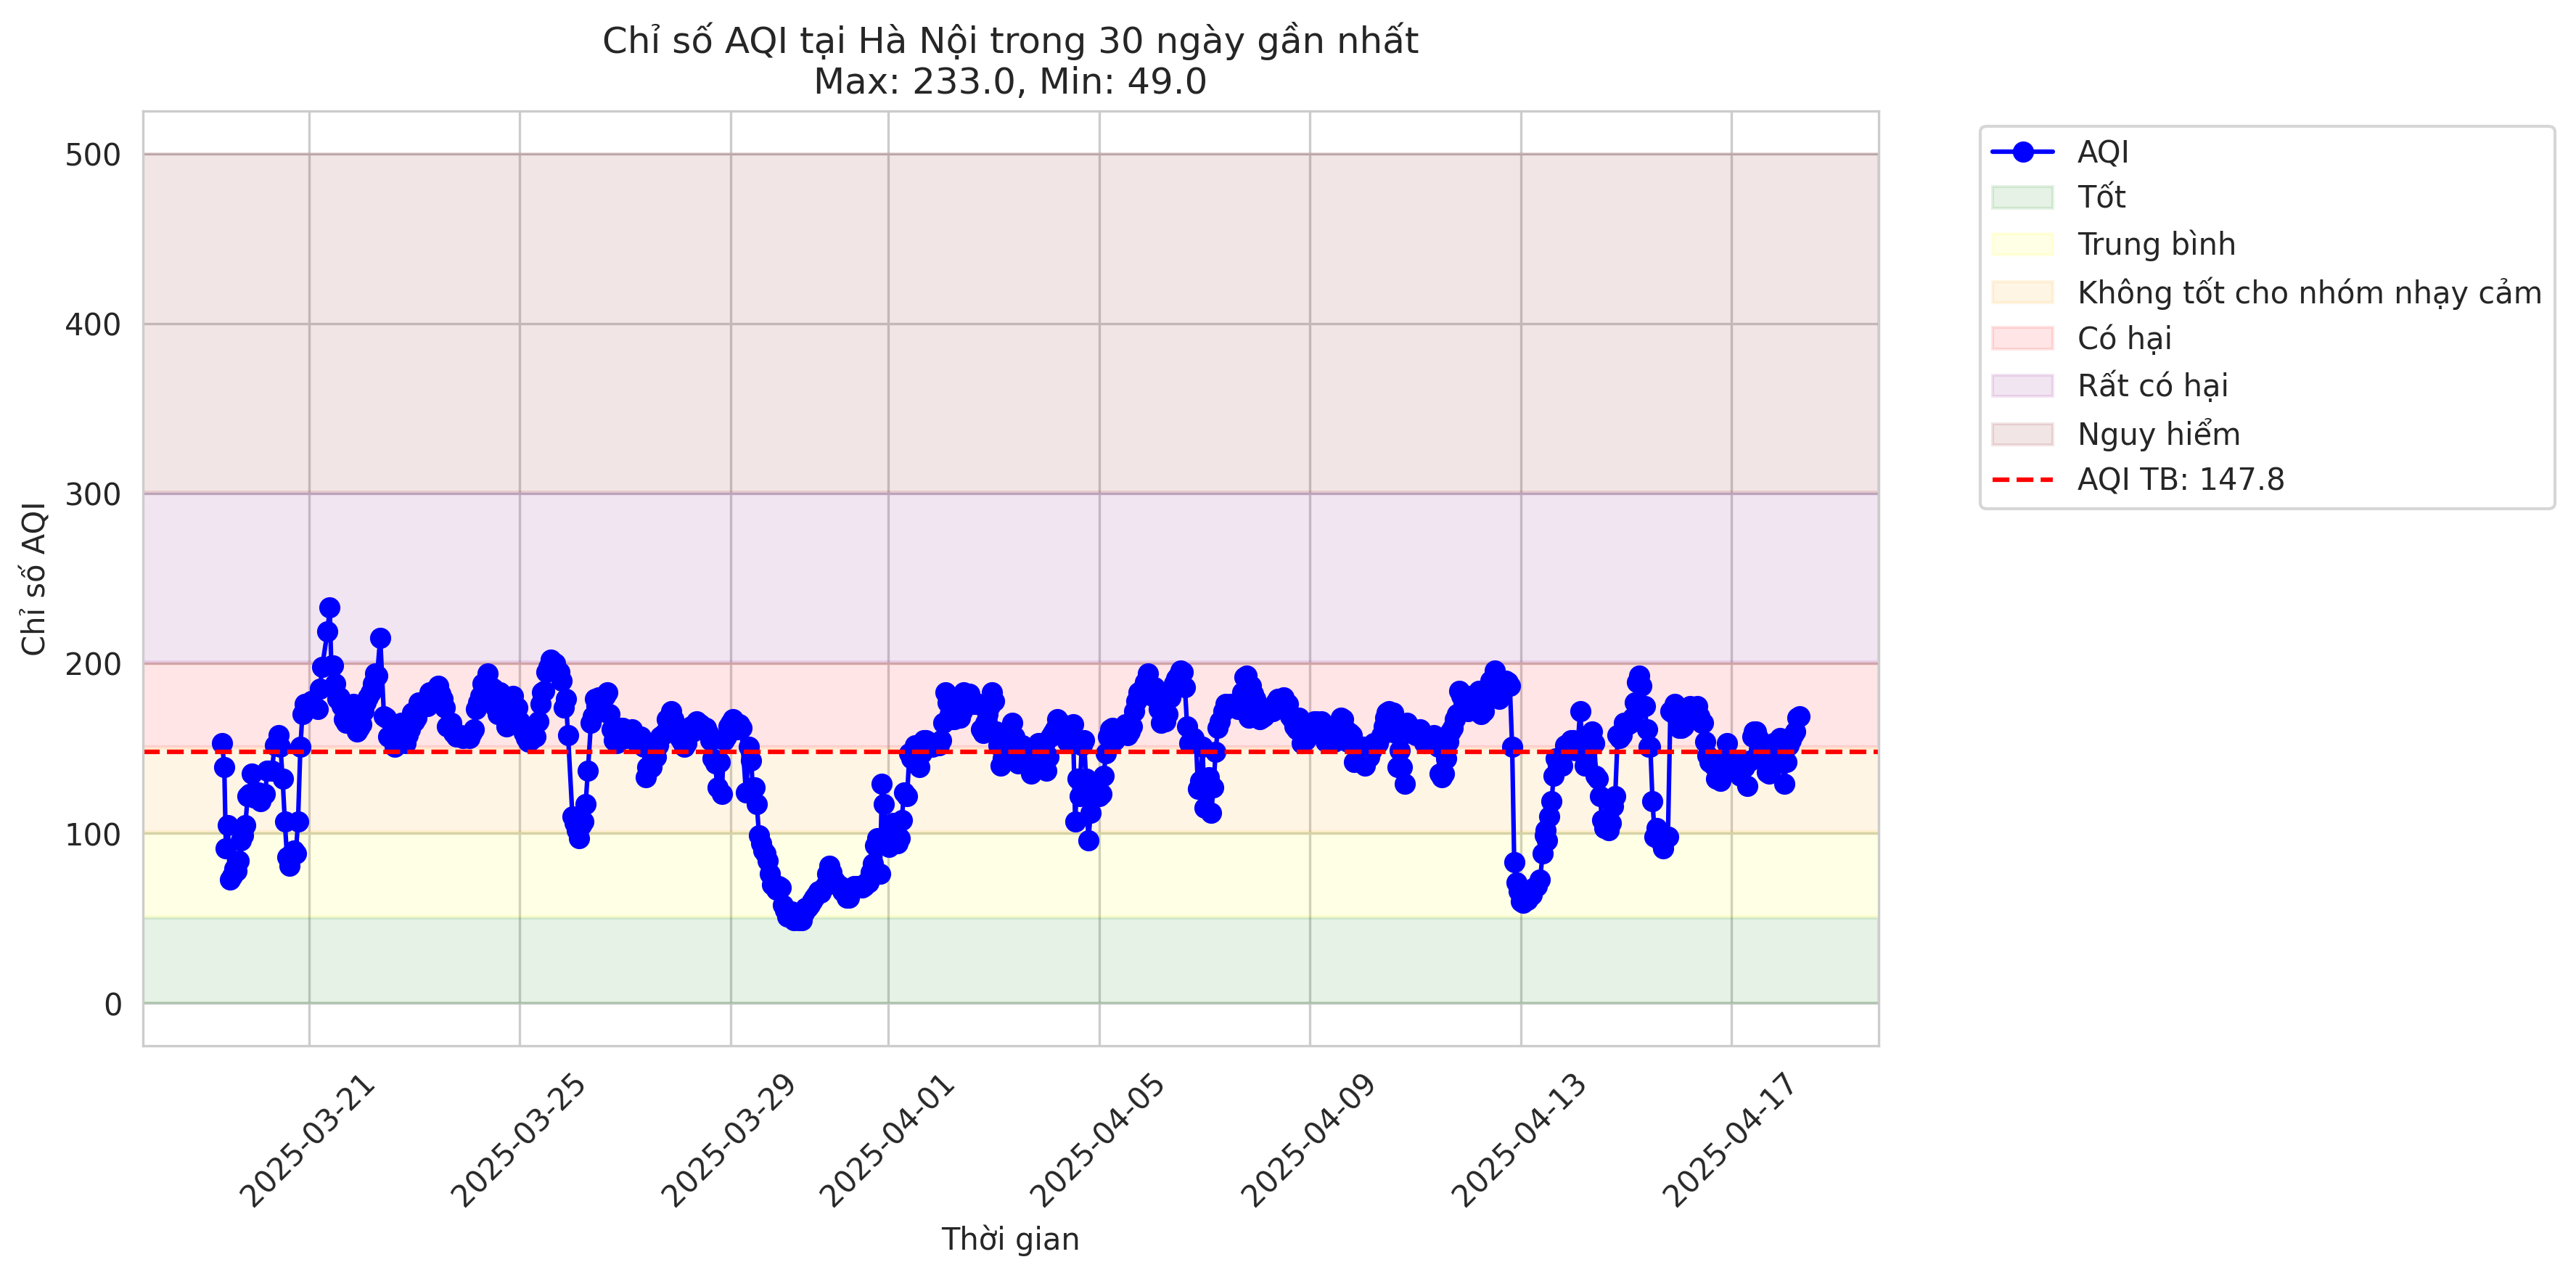 Chỉ số AQI tại Hà Nội trong 30 ngày gần nhất
Max: 233.0, Min: 49.0
Chỉ số AQI
500
400
300
200
100
0
2025-03-21
2025-03-25
2025-03-29
2025-04-01
2025-04-05
2025-04-09
2025-04-13
2025-04-17
Thời gian
AQI
Tốt
Trung bình
Không tốt cho nhóm nhạy cảm
Có hại
Rất có hại
Nguy hiểm
AQI TB: 147.8